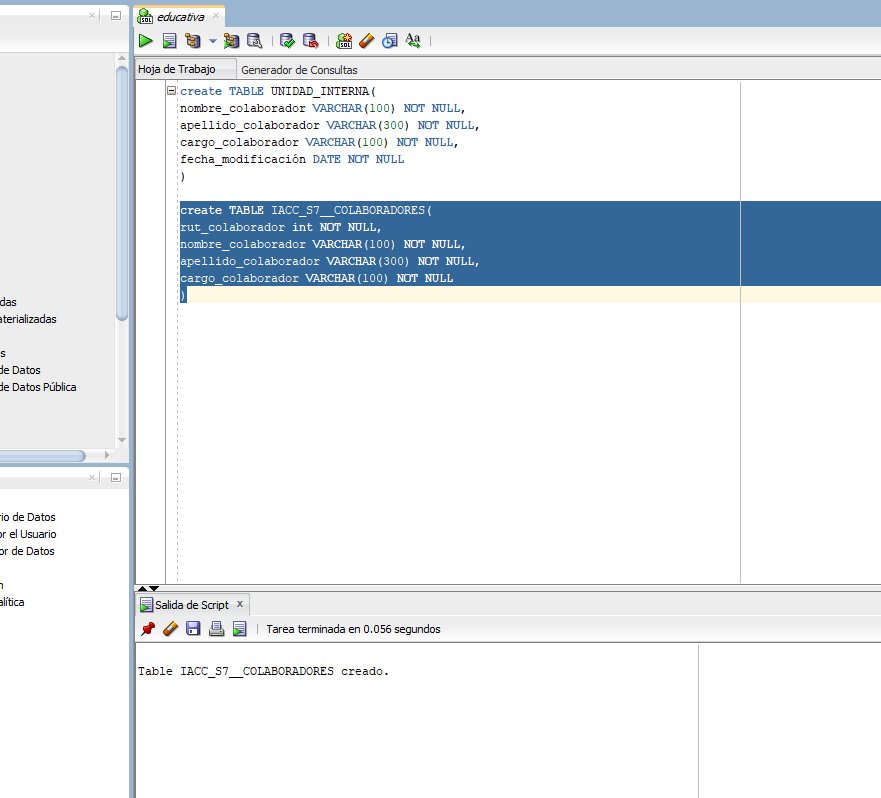 educativa
Hoja de Trabajo
Generador de Consultas
create TABLE UNIDAD_INTERNA(
nombre_colaborador VARCHAR(100) NOT NULL,
apellido_colaborador VARCHAR(300) NOT NULL,
cargo_colaborador VARCHAR(100) NOT NULL,
fecha_modificación DATE NOT NULL
)
create TABLE IACC_S7__COLABORADORES(
rut_colaborador int NOT NULL,
nombre_colaborador VARCHAR(100) NOT NULL,
apellido_colaborador VARCHAR(300) NOT NULL,
cargo_colaborador VARCHAR(100) NOT NULL
)
das
aterializadas
s
de Datos
de Datos Pública
rio de Datos
or el Usuario
or de Datos
n
alítica
Salida de Script
Tarea terminada en 0.056 segundos
Table IACC_S7__COLABORADORES creado.